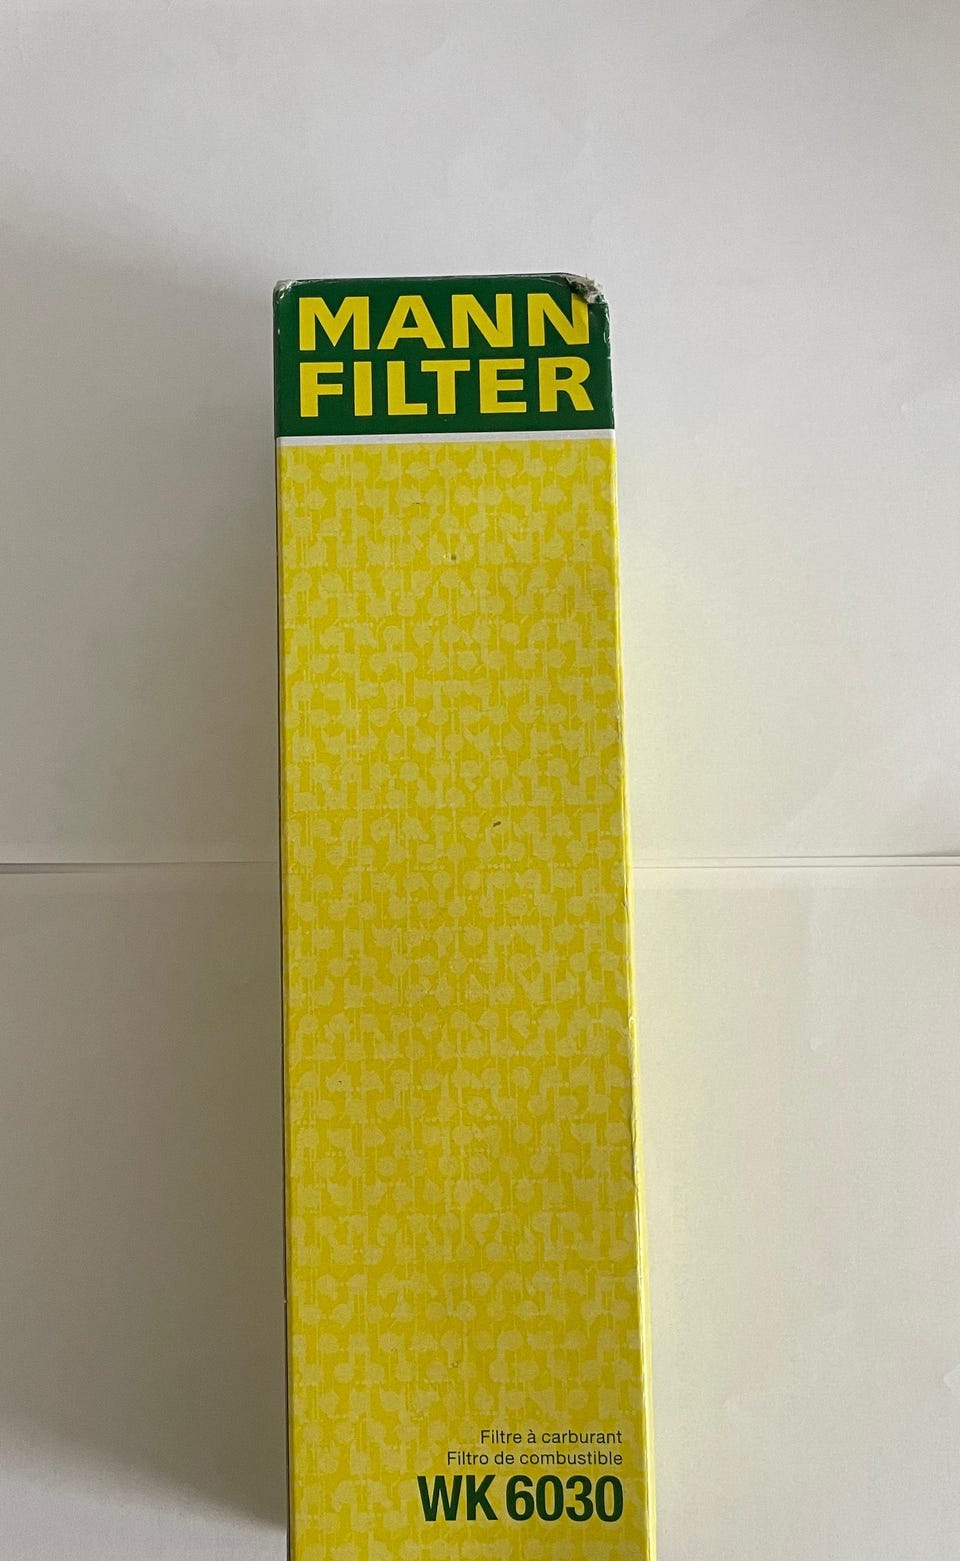 MANN
FILTER
Filtre à carburant
Filtro de combustible
WK 6030